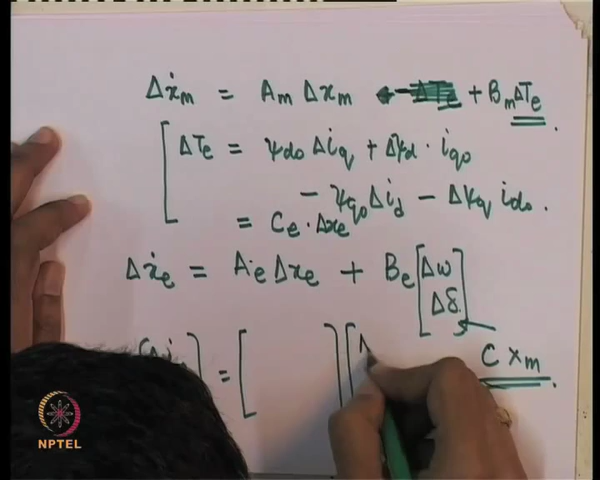 Δẋm = Am Δxm + Bm ΔTe.
ΔTe = ψdo Δiq + Δψd · iqo
− ψqo Δid − Δψq ido.
= Ce · Δxe
Δẋe = Ae Δxe + Be [Δω
Δδ]
C xm
= [ ] [
NPTEL